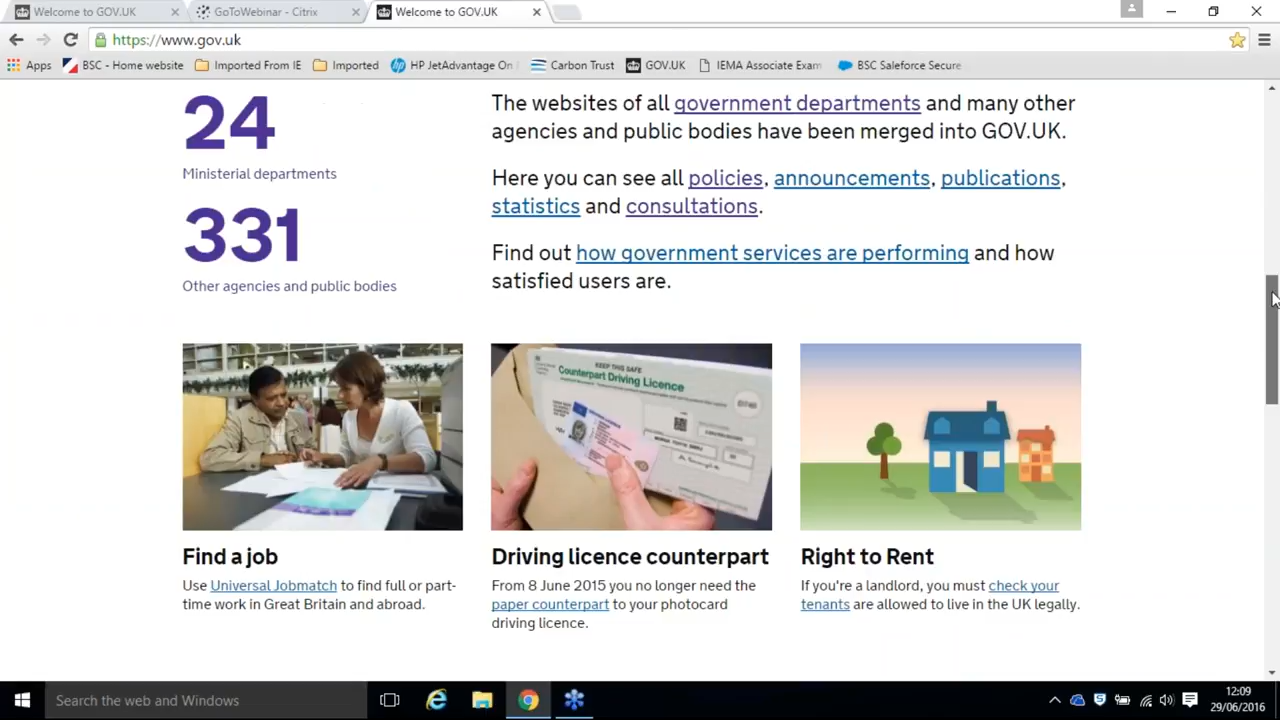 Welcome to GOV.UK
GoToWebinar - Citrix
Welcome to GOV.UK
https://www.gov.uk
Apps
BSC - Home website
Imported From IE
Imported
HP JetAdvantage On
Carbon Trust
GOV.UK
IEMA Associate Exam
BSC Saleforce Secure
24
Ministerial departments
331
Other agencies and public bodies
The websites of all government departments and many other
agencies and public bodies have been merged into GOV.UK.
Here you can see all policies, announcements, publications,
statistics and consultations.
Find out how government services are performing and how
satisfied users are.
KEEP THIS SAFE
Counterpart Driving Licence
Find a job
Use Universal Jobmatch to find full or part-
time work in Great Britain and abroad.
Driving licence counterpart
From 8 June 2015 you no longer need the
paper counterpart to your photocard
driving licence.
Right to Rent
If you're a landlord, you must check your
tenants are allowed to live in the UK legally.
Search the web and Windows
12:09
29/06/2016